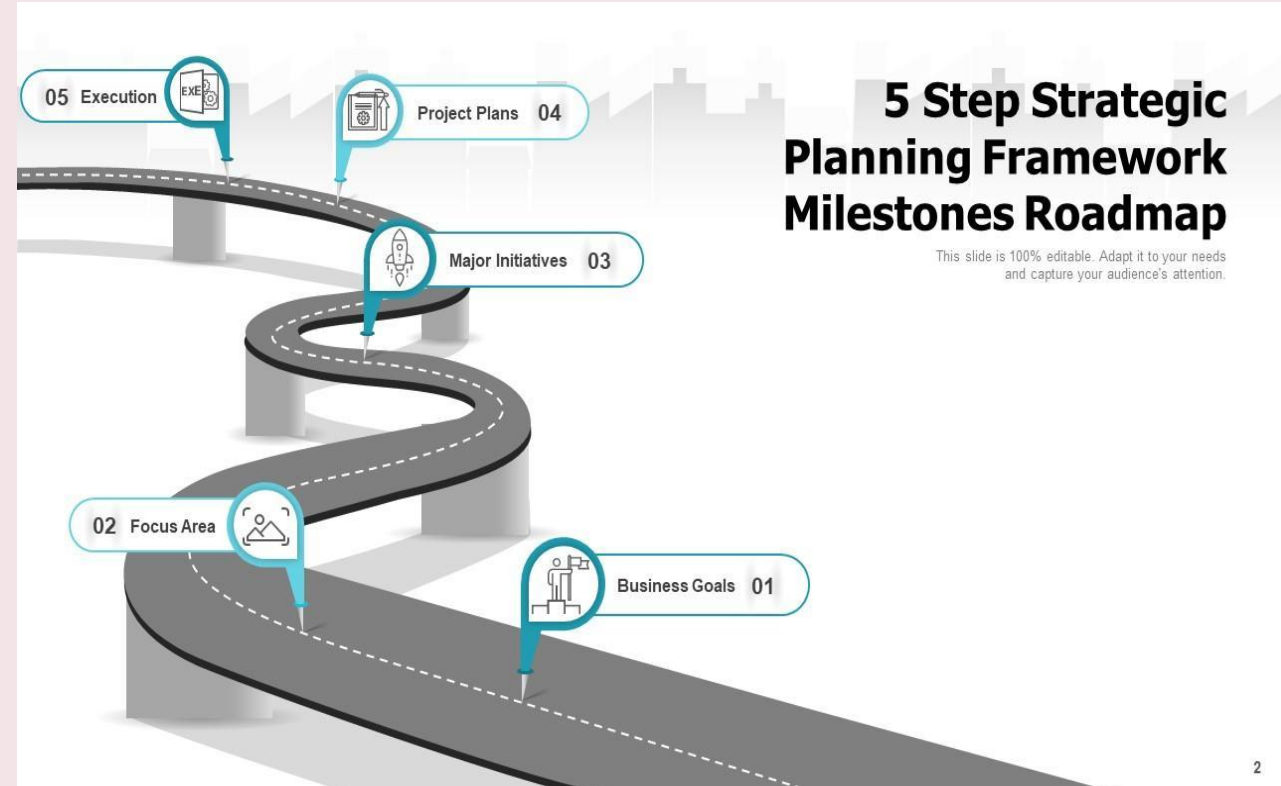 5 Step Strategic
Planning Framework
Milestones Roadmap
This slide is 100% editable. Adapt it to your needs
and capture your audience's attention.
05 Execution
EXE
Project Plans 04
Major Initiatives 03
02 Focus Area
Business Goals 01
2